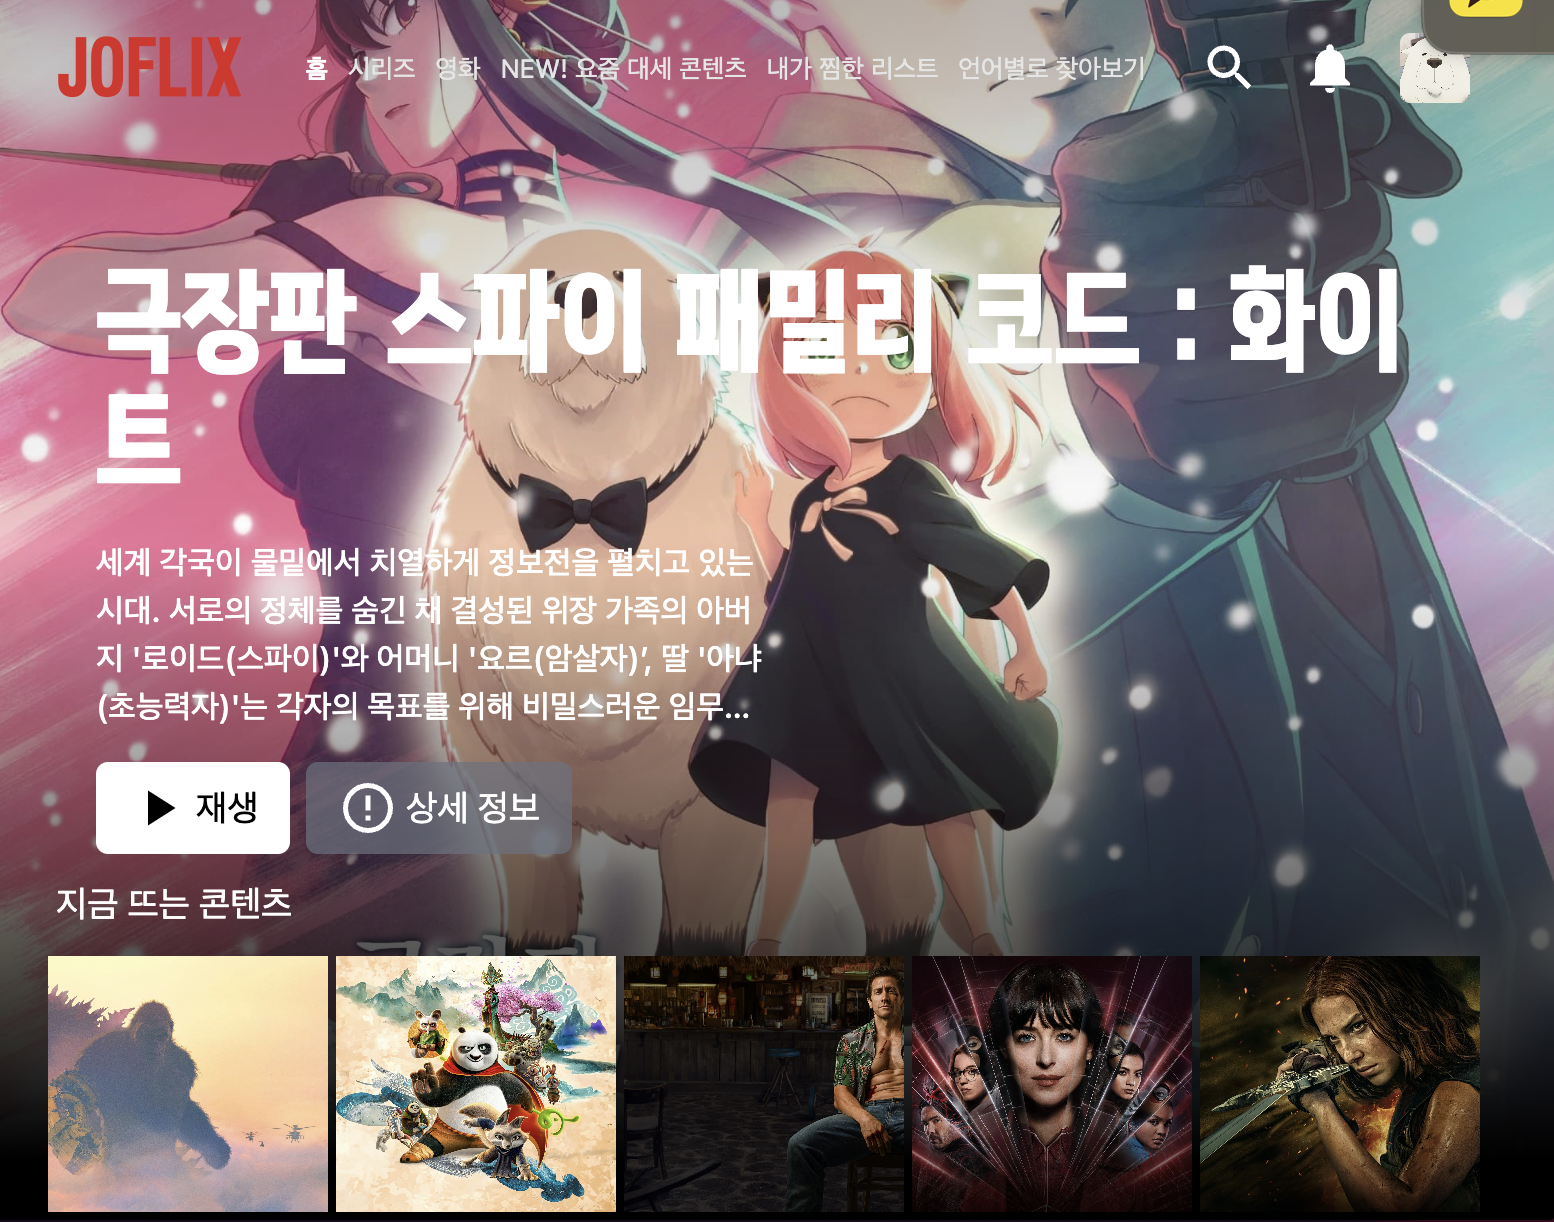 JOFLIX
홈 시리즈 영화 NEW! 요즘 대세 콘텐츠 내가 찜한 리스트 언어별로 찾아보기
극장판 스파이 패밀리 코드 : 화이
트
세계 각국이 물밑에서 치열하게 정보전을 펼치고 있는
시대. 서로의 정체를 숨긴 채 결성된 위장 가족의 아버
지 '로이드(스파이)'와 어머니 '요르(암살자)’, 딸 '아냐
(초능력자)'는 각자의 목표를 위해 비밀스러운 임무...
재생
상세 정보
지금 뜨는 콘텐츠